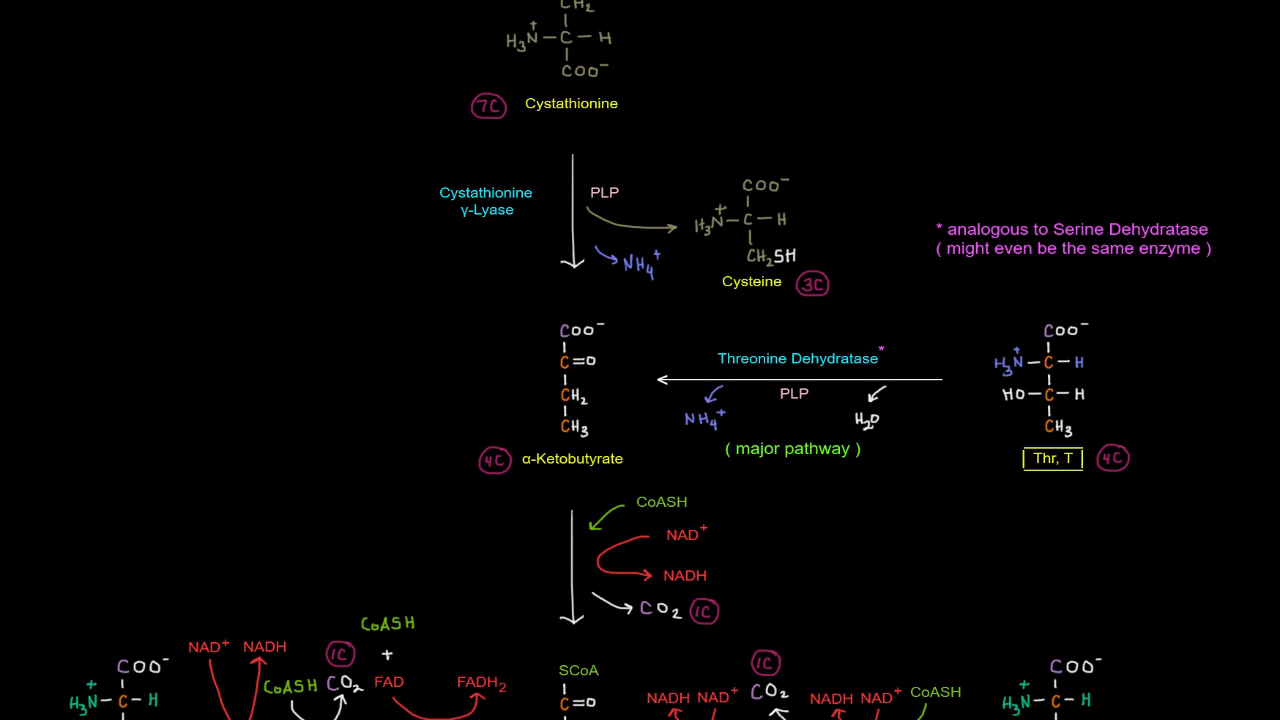 CH₂
H₃N⁺ – C – H
COO⁻
7C
Cystathionine
Cystathionine
γ-Lyase
PLP
NH₄⁺
COO⁻
H₃N⁺ – C – H
CH₂SH
Cysteine
3C
* analogous to Serine Dehydratase
( might even be the same enzyme )
COO⁻
C=O
CH₂
CH₃
4C
α-Ketobutyrate
Threonine Dehydratase*
PLP
NH₄⁺
H₂O
( major pathway )
COO⁻
H₃N⁺ – C – H
HO – C – H
CH₃
Thr, T
4C
CoASH
NAD⁺
NADH
CO₂
1C
COO⁻
H₃N⁺ – C – H
NAD⁺
NADH
CoASH
1C
CO₂
CoASH
+
FAD
FADH₂
SCoA
C=O
NADH
NAD⁺
1C
CO₂
NADH
NAD⁺
CoASH
COO⁻
H₃N⁺ – C – H